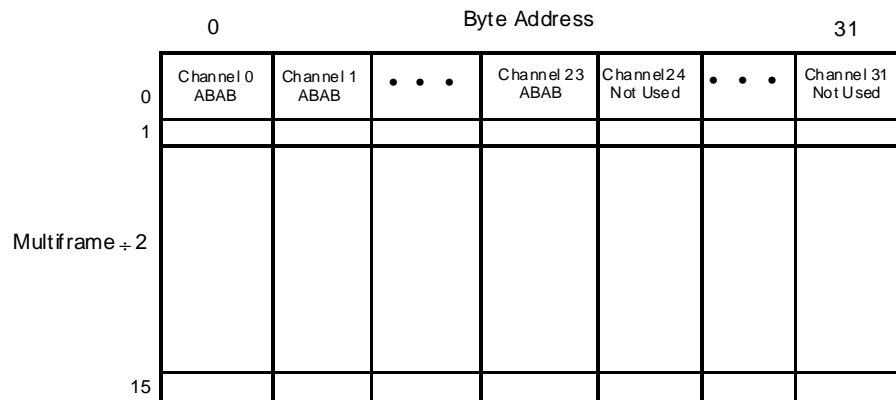 Byte Address
0
31
Channel 0
ABAB
Channel 1
ABAB
• • •
Channel 23
ABAB
Channel24
Not Used
• • •
Channel 31
Not Used
0
1
Multiframe ÷ 2
15